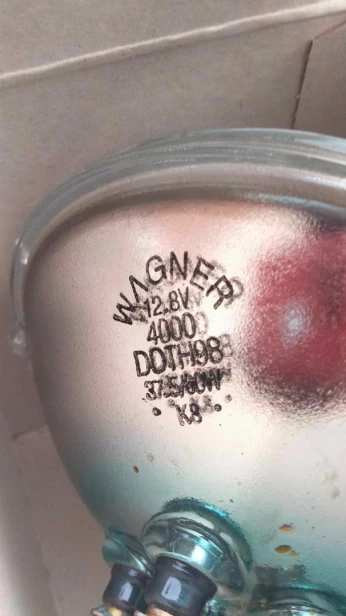 WAGNER
12.8V
4000
DOTH98
37.5/60W
K8